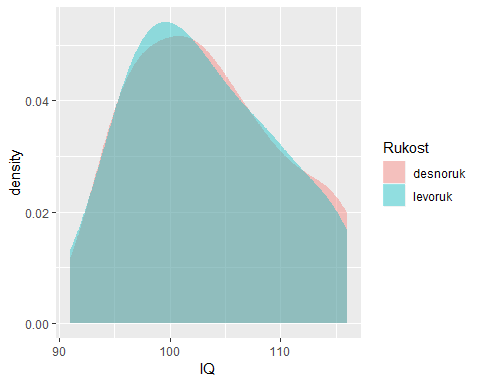 0.04
0.02
0.00
density
90
100
110
IQ
Rukost
desnoruk
levoruk